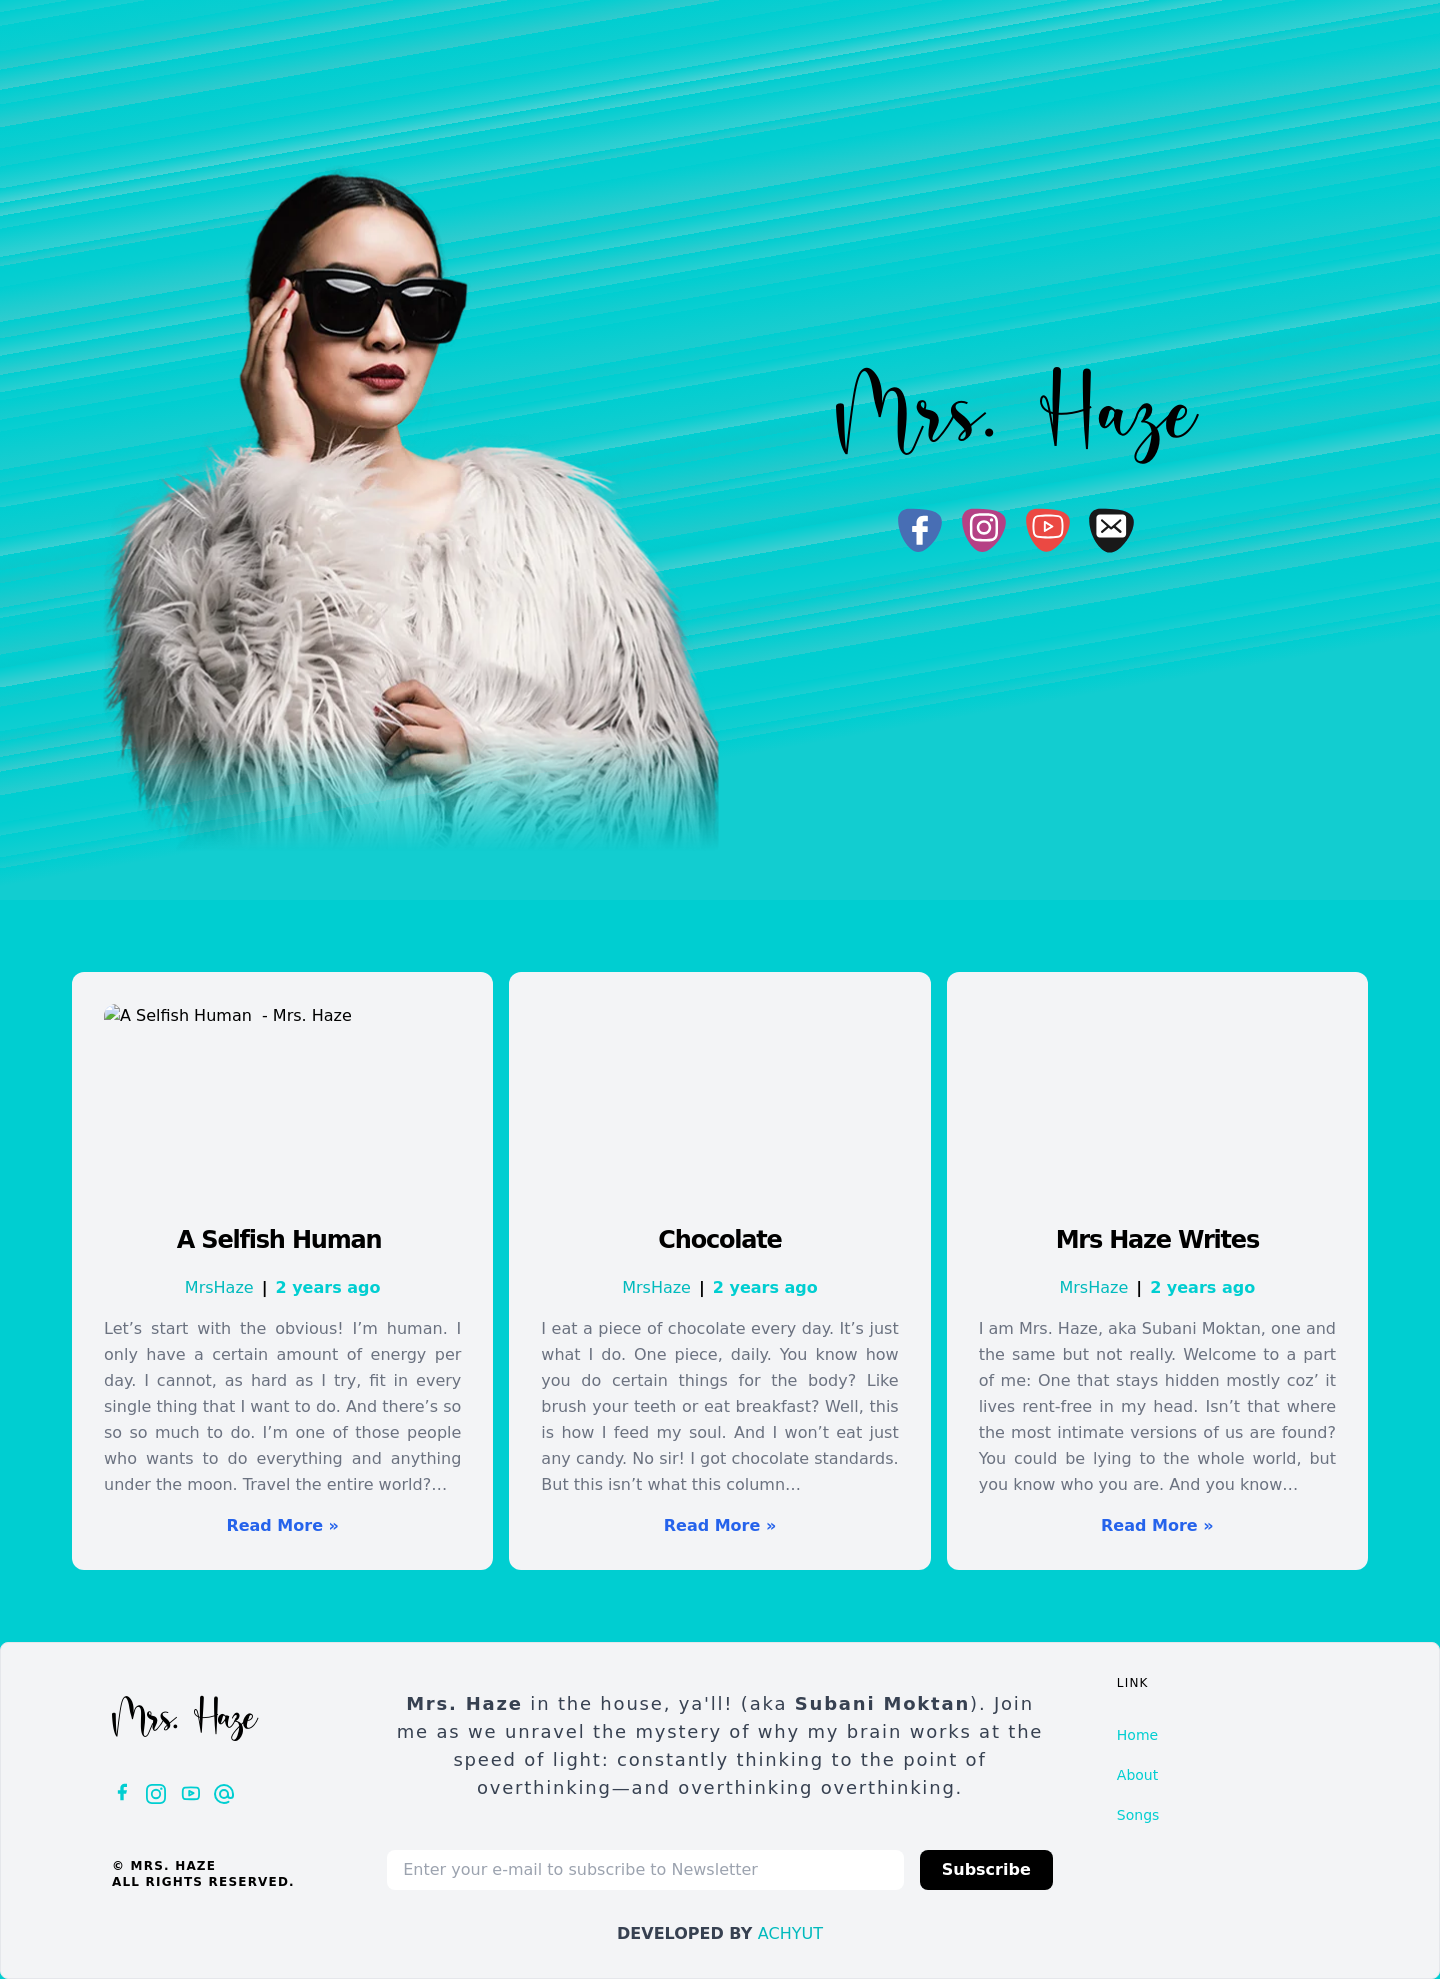 Mrs. Haze
A Selfish Human - Mrs. Haze
A Selfish Human
MrsHaze | 2 years ago
Let’s start with the obvious! I’m human. I
only have a certain amount of energy per
day. I cannot, as hard as I try, fit in every
single thing that I want to do. And there’s so
so so much to do. I’m one of those people
who wants to do everything and anything
under the moon. Travel the entire world?…
Read More »
Chocolate
MrsHaze | 2 years ago
I eat a piece of chocolate every day. It’s just
what I do. One piece, daily. You know how
you do certain things for the body? Like
brush your teeth or eat breakfast? Well, this
is how I feed my soul. And I won’t eat just
any candy. No sir! I got chocolate standards.
But this isn’t what this column…
Read More »
Mrs Haze Writes
MrsHaze | 2 years ago
I am Mrs. Haze, aka Subani Moktan, one and
the same but not really. Welcome to a part
of me: One that stays hidden mostly coz’ it
lives rent-free in my head. Isn’t that where
the most intimate versions of us are found?
You could be lying to the whole world, but
you know who you are. And you know…
Read More »
Mrs. Haze
© MRS. HAZE
ALL RIGHTS RESERVED.
Mrs. Haze in the house, ya'll! (aka Subani Moktan). Join
me as we unravel the mystery of why my brain works at the
speed of light: constantly thinking to the point of
overthinking—and overthinking overthinking.
Enter your e-mail to subscribe to Newsletter
Subscribe
DEVELOPED BY ACHYUT
LINK
Home
About
Songs